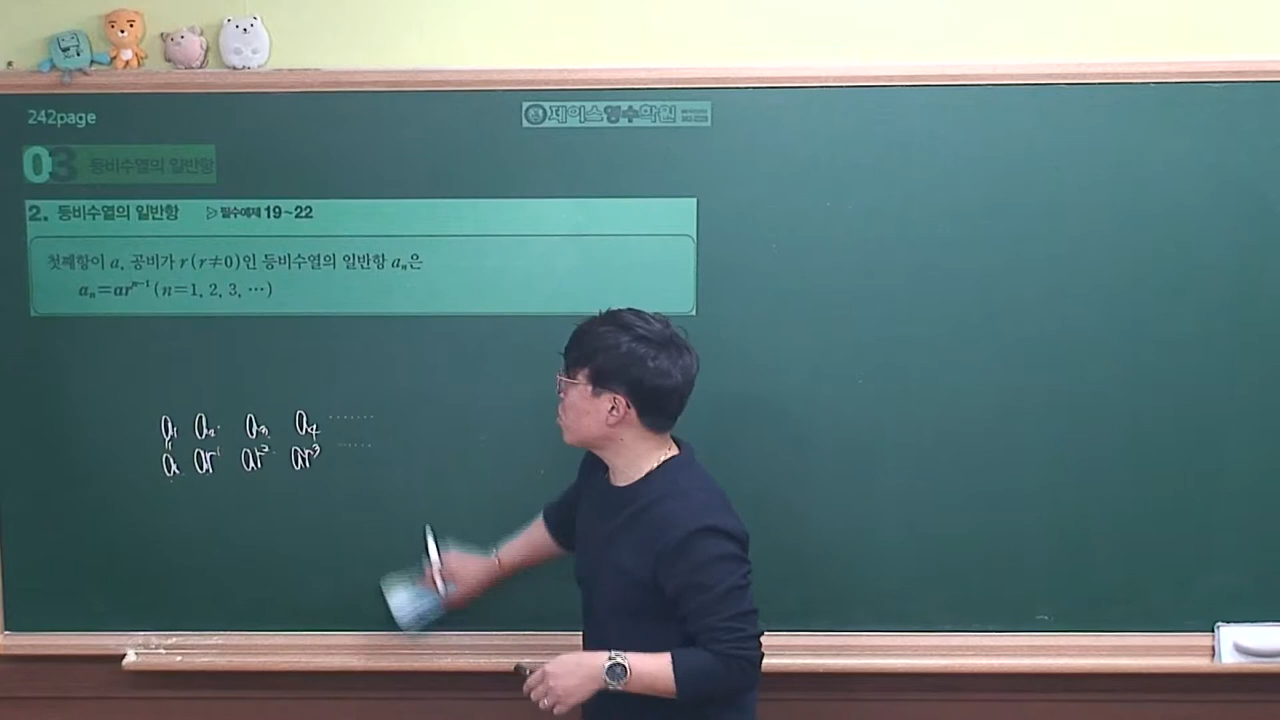 242page
제이스영수학원
03 등비수열의 일반항
2. 등비수열의 일반항 ▷ 필수예제 19~22
첫째항이 a, 공비가 r(r≠0)인 등비수열의 일반항 aₙ은
aₙ=arⁿ⁻¹(n=1, 2, 3, …)
a₁ a₂ a₃ a₄ ········
a ar¹ ar² ar³ ······